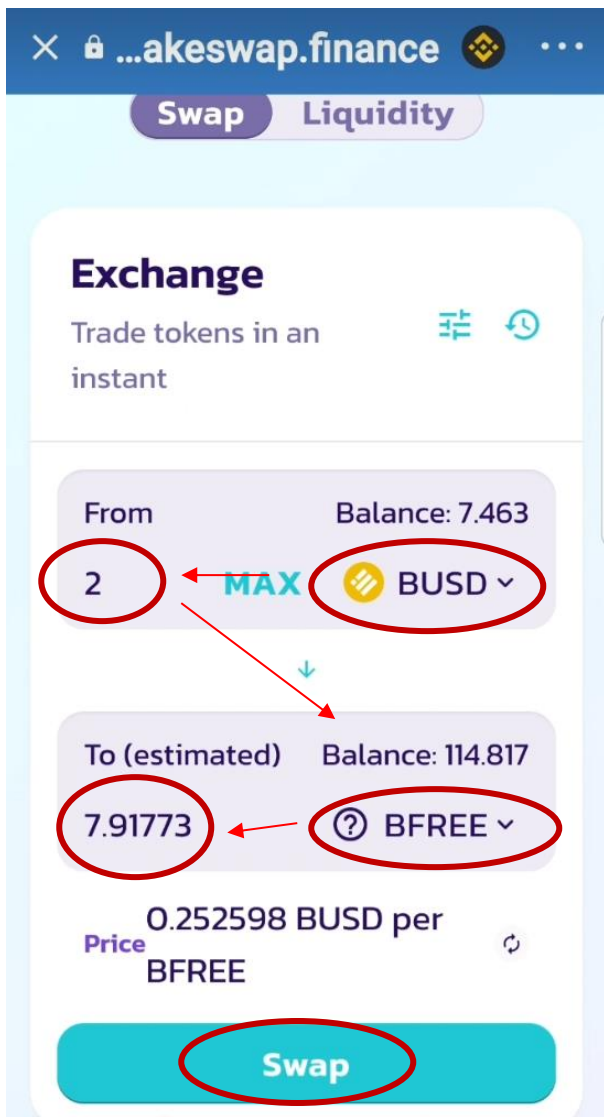 ...akeswap.finance
Swap Liquidity
Exchange
Trade tokens in an
instant
From Balance: 7.463
2 MAX BUSD
To (estimated) Balance: 114.817
7.91773 BFREE
Price 0.252598 BUSD per
BFREE
Swap